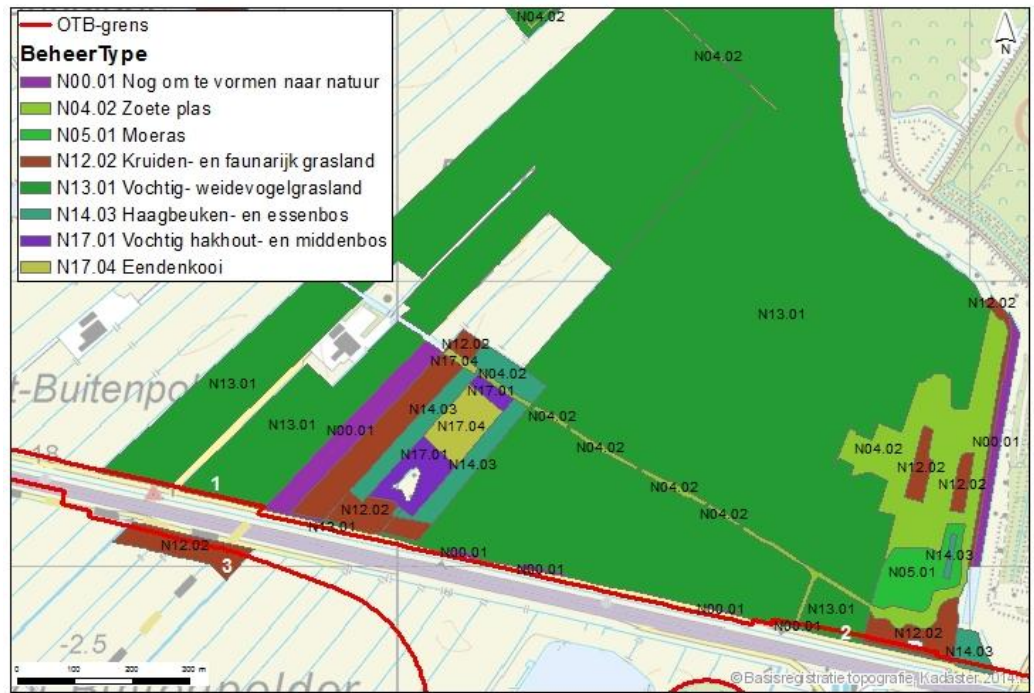 OTB-grens
BeheerType
N00.01 Nog om te vormen naar natuur
N04.02 Zoete plas
N05.01 Moeras
N12.02 Kruiden- en faunarijk grasland
N13.01 Vochtig- weidevogelgrasland
N14.03 Haagbeuken- en essenbos
N17.01 Vochtig hakhout- en middenbos
N17.04 Eendenkooi
N04.02
N04.02
N
N12.02
N13.01
N12.02
N17.04
N04.02
N17.01
N13.01
t-Buitenpol
N13.01
N00.01
N14.03
N17.04
N04.02
N04.02
N04.02
N04.02
N00.01
N12.02
N12.02
N17.01
N14.03
N04.02
18
1
N12.02
N13.01
N12.02
3
N00.01
N00.01
N14.03
N05.01
N00.01
N13.01
N00.01
2
N12.02
N14.03
-2.5
0 100 200 300 m
Buitenpolder
©Basisregistratie topografie, Kadaster 2014